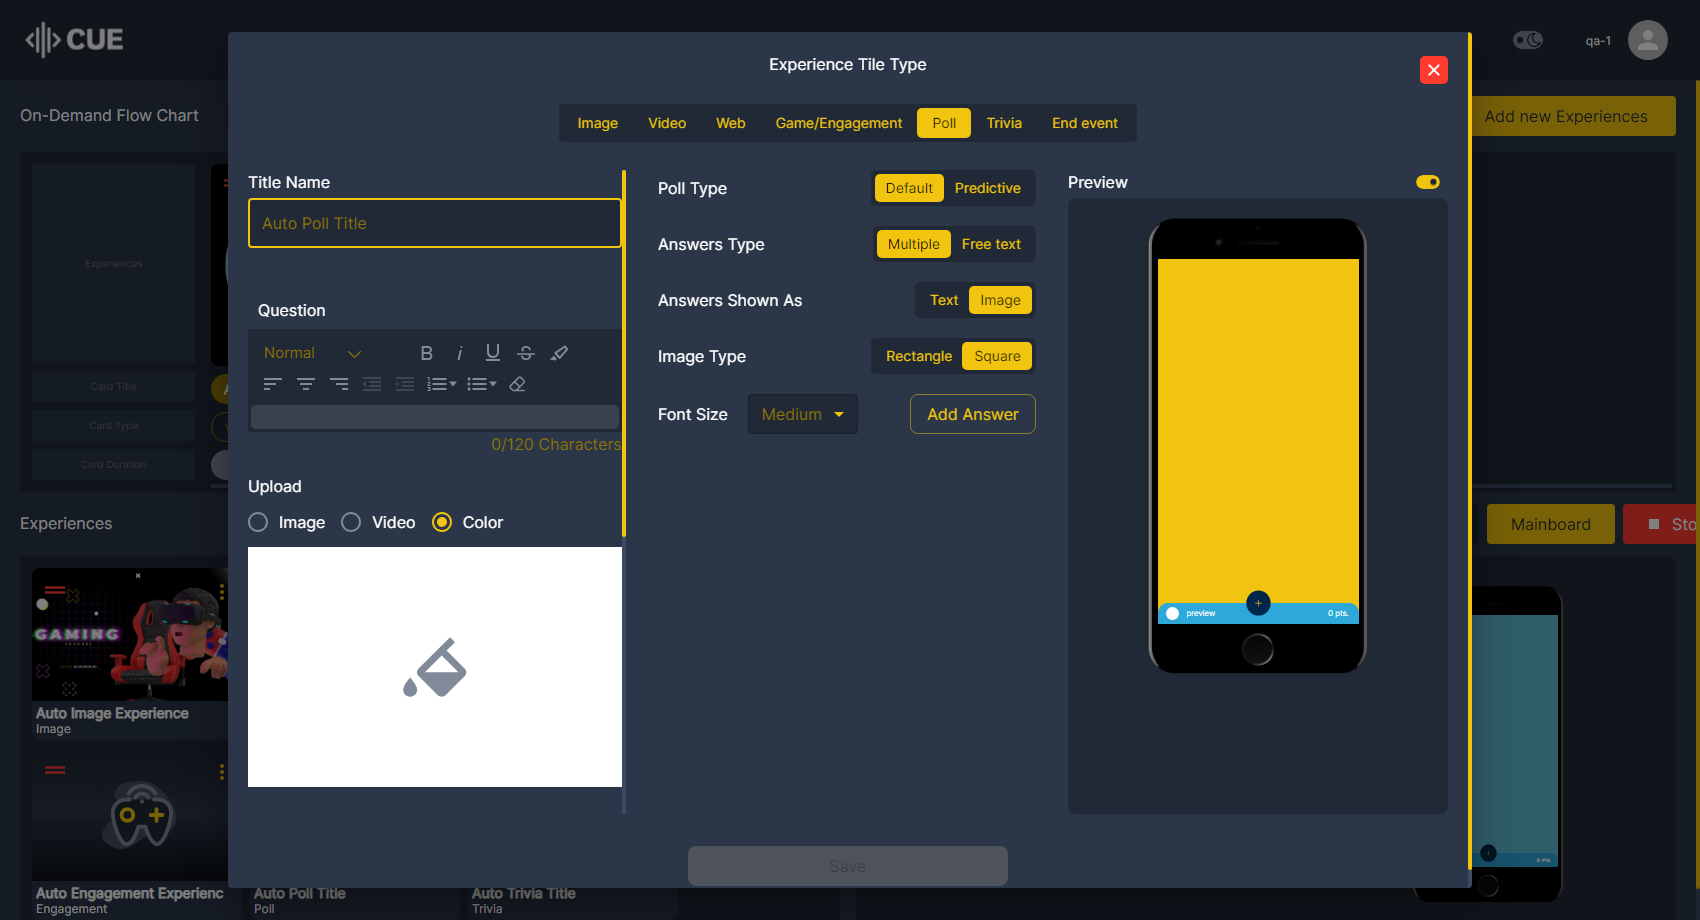 CUE
qa-1
On-Demand Flow Chart
Add new Experiences
Experiences
Card Title
Card Type
Card Duration
Experiences
Mainboard
GAMING
Auto Image Experience
Image
Auto Engagement Experienc
Engagement
Auto Poll Title
Poll
Auto Trivia Title
Trivia
0 pts.
Experience Tile Type
Image
Video
Web
Game/Engagement
Poll
Trivia
End event
Title Name
Auto Poll Title
Question
Normal
B i U S
0/120 Characters
Upload
Image
Video
Color
Poll Type
Default
Predictive
Answers Type
Multiple
Free text
Answers Shown As
Text
Image
Image Type
Rectangle
Square
Font Size
Medium
Add Answer
Preview
preview
0 pts.
Save